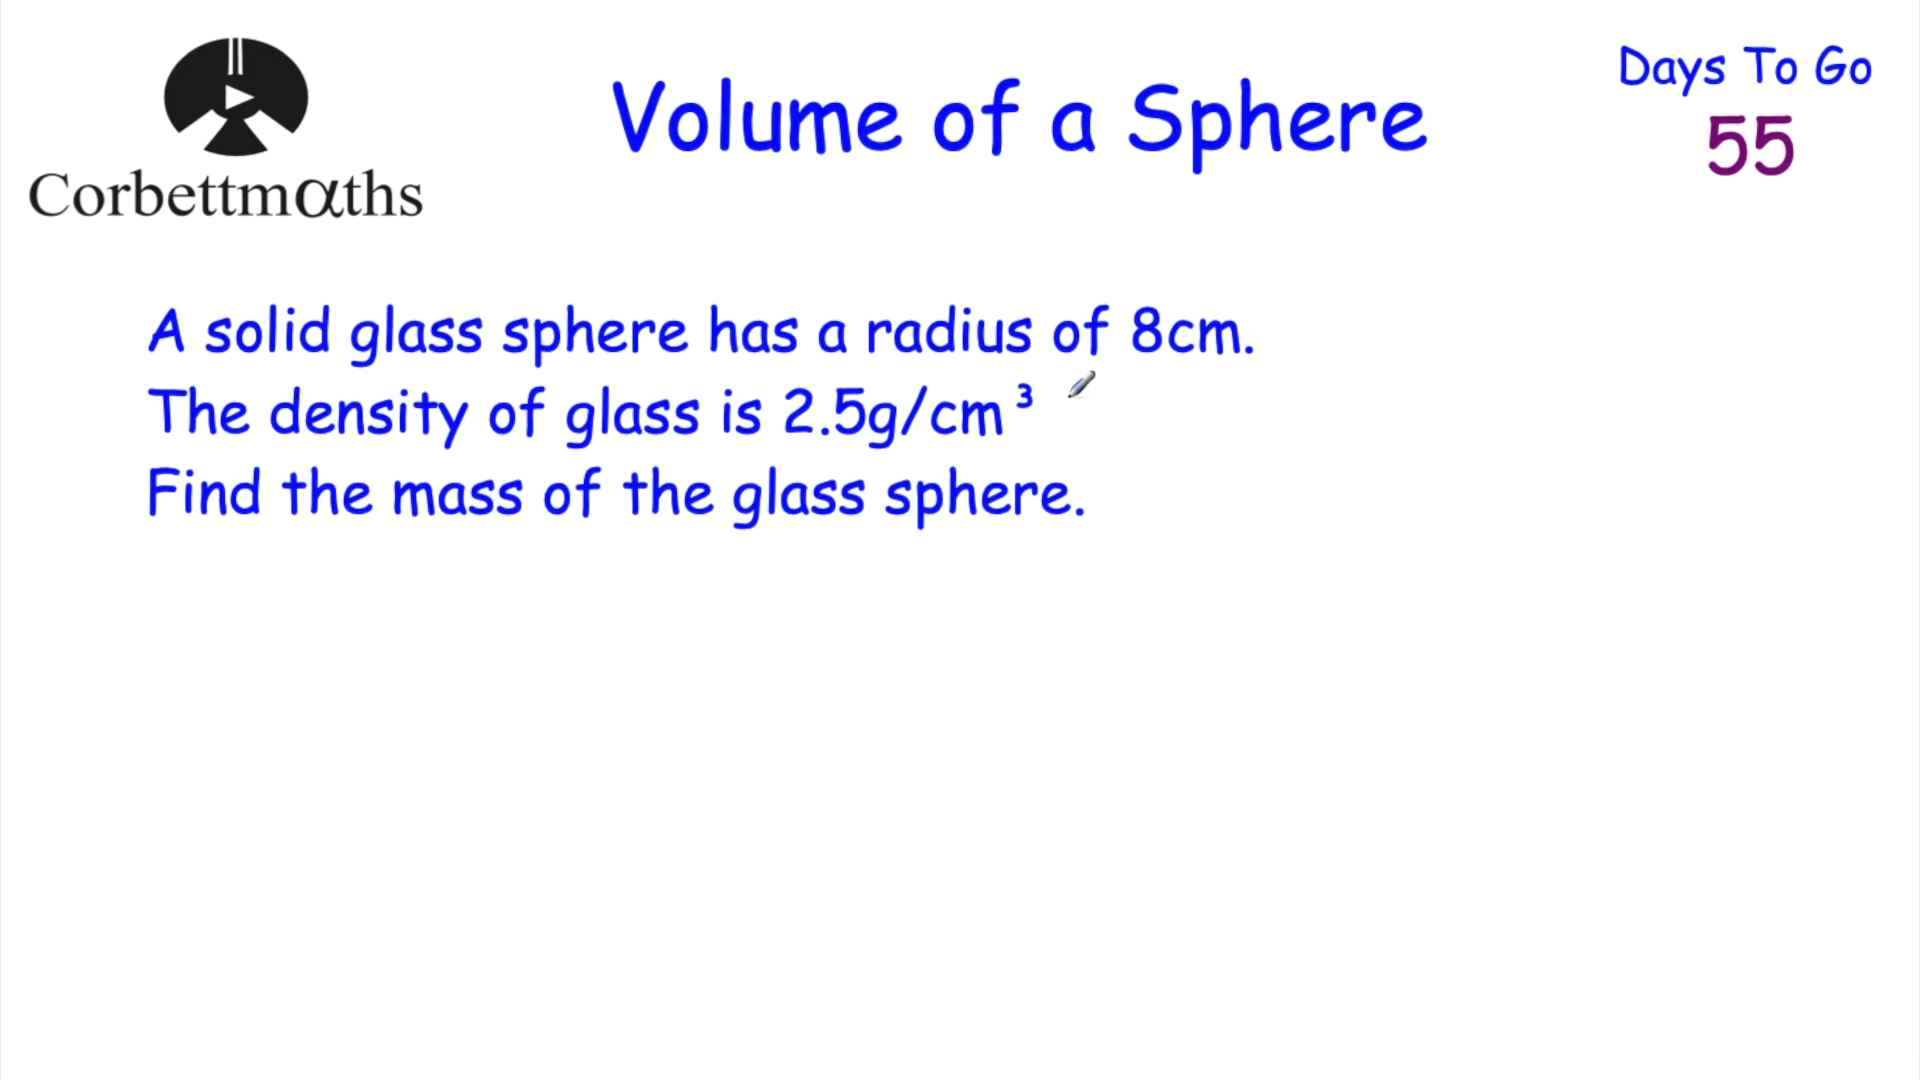 Corbettmαths
Volume of a Sphere
Days To Go
55
A solid glass sphere has a radius of 8cm.
The density of glass is 2.5g/cm³
Find the mass of the glass sphere.